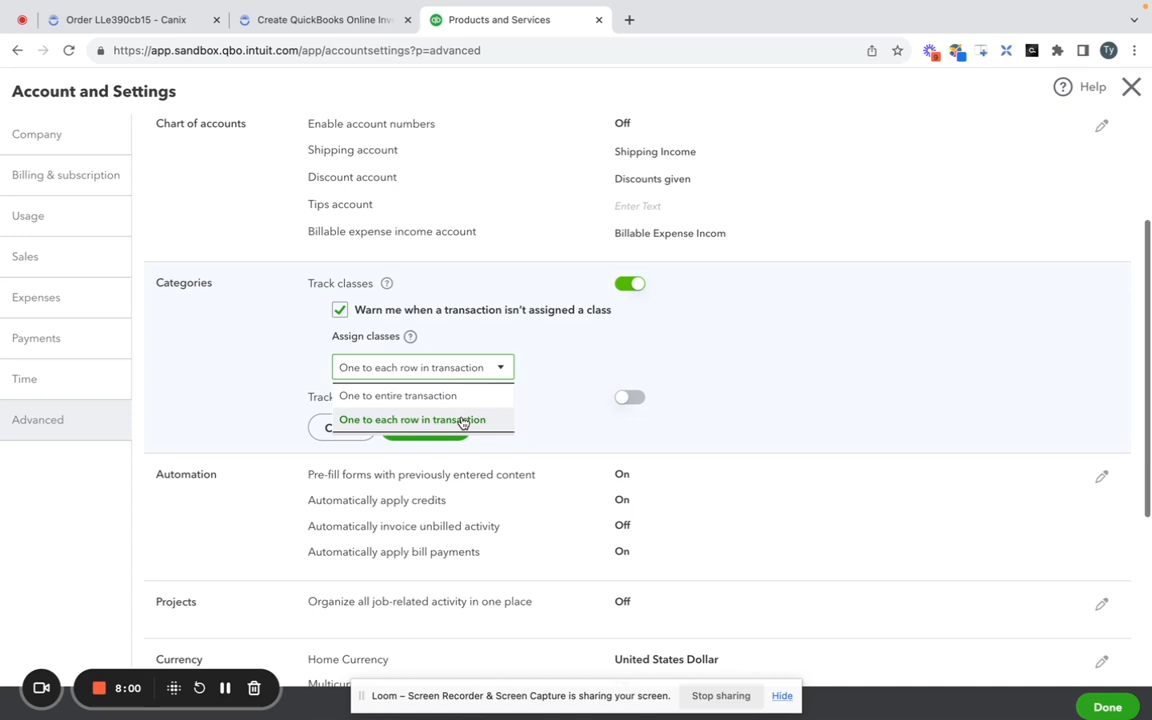 Order LLe390cb15 - Canix
Create QuickBooks Online Inv
Products and Services
https://app.sandbox.qbo.intuit.com/app/accountsettings?p=advanced
9
Ty
Account and Settings
Help
Company
Billing & subscription
Usage
Sales
Expenses
Payments
Time
Advanced
Chart of accounts
Enable account numbers
Off
Shipping account
Shipping Income
Discount account
Discounts given
Tips account
Enter Text
Billable expense income account
Billable Expense Incom
Categories
Track classes
Warn me when a transaction isn't assigned a class
Assign classes
One to each row in transaction
One to entire transaction
Trac
One to each row in transaction
C
Automation
Pre-fill forms with previously entered content
On
Automatically apply credits
On
Automatically invoice unbilled activity
Off
Automatically apply bill payments
On
Projects
Organize all job-related activity in one place
Off
Currency
Home Currency
United States Dollar
8:00
Loom – Screen Recorder & Screen Capture is sharing your screen.
Stop sharing
Hide
Done